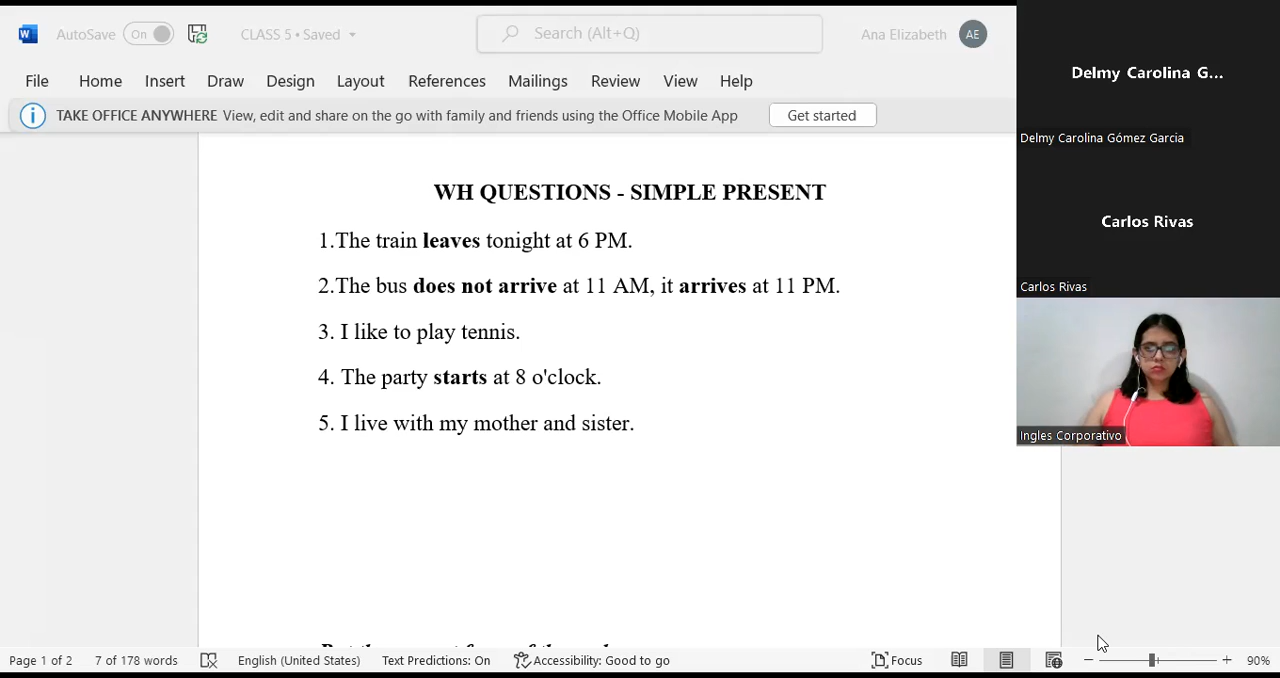 AutoSave On CLASS 5 • Saved Search (Alt+Q) Ana Elizabeth AE
File Home Insert Draw Design Layout References Mailings Review View Help
TAKE OFFICE ANYWHERE View, edit and share on the go with family and friends using the Office Mobile App Get started
WH QUESTIONS - SIMPLE PRESENT
1.The train leaves tonight at 6 PM.
2.The bus does not arrive at 11 AM, it arrives at 11 PM.
3. I like to play tennis.
4. The party starts at 8 o'clock.
5. I live with my mother and sister.
Page 1 of 2 7 of 178 words English (United States) Text Predictions: On Accessibility: Good to go Focus 90%
Delmy Carolina G...
Delmy Carolina Gómez Garcia
Carlos Rivas
Carlos Rivas
Ingles Corporativo